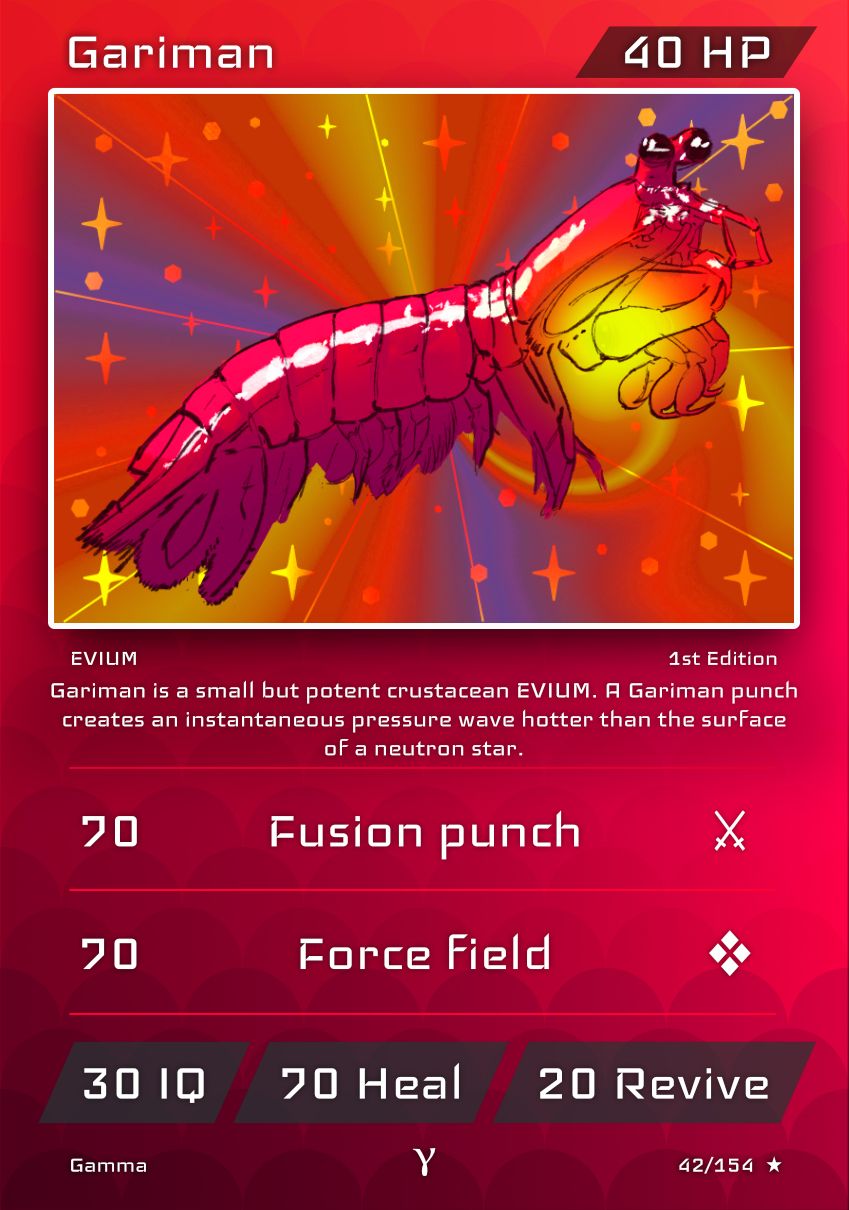 Gariman
40 HP
EVIUM
1st Edition
Gariman is a small but potent crustacean EVIUM. A Gariman punch
creates an instantaneous pressure wave hotter than the surface
of a neutron star.
70 Fusion punch
70 Force field
30 IQ 70 Heal 20 Revive
Gamma γ 42/154 ★